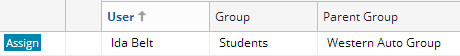 User ↑ Group Parent Group
Assign Ida Belt Students Western Auto Group